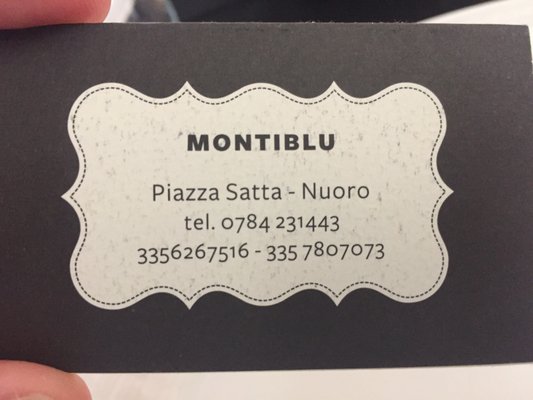 MONTIBLU
Piazza Satta - Nuoro
tel. 0784 231443
3356267516 - 335 7807073